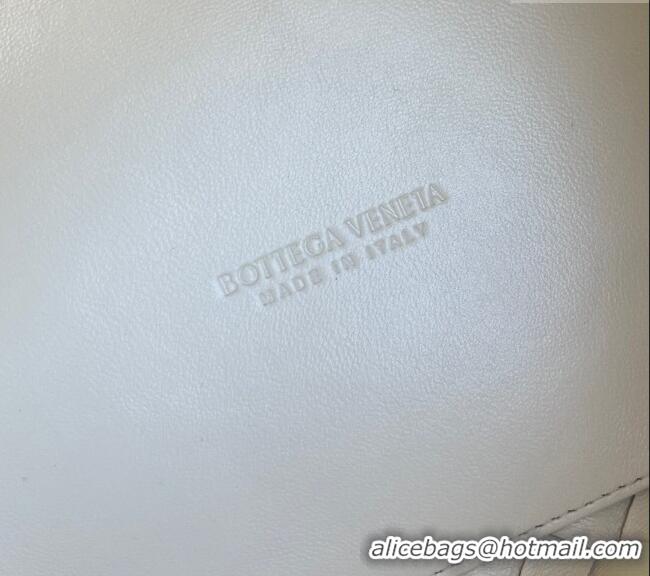 BOTTEGA VENETA
MADE IN ITALY
alicebags@hotmail.com